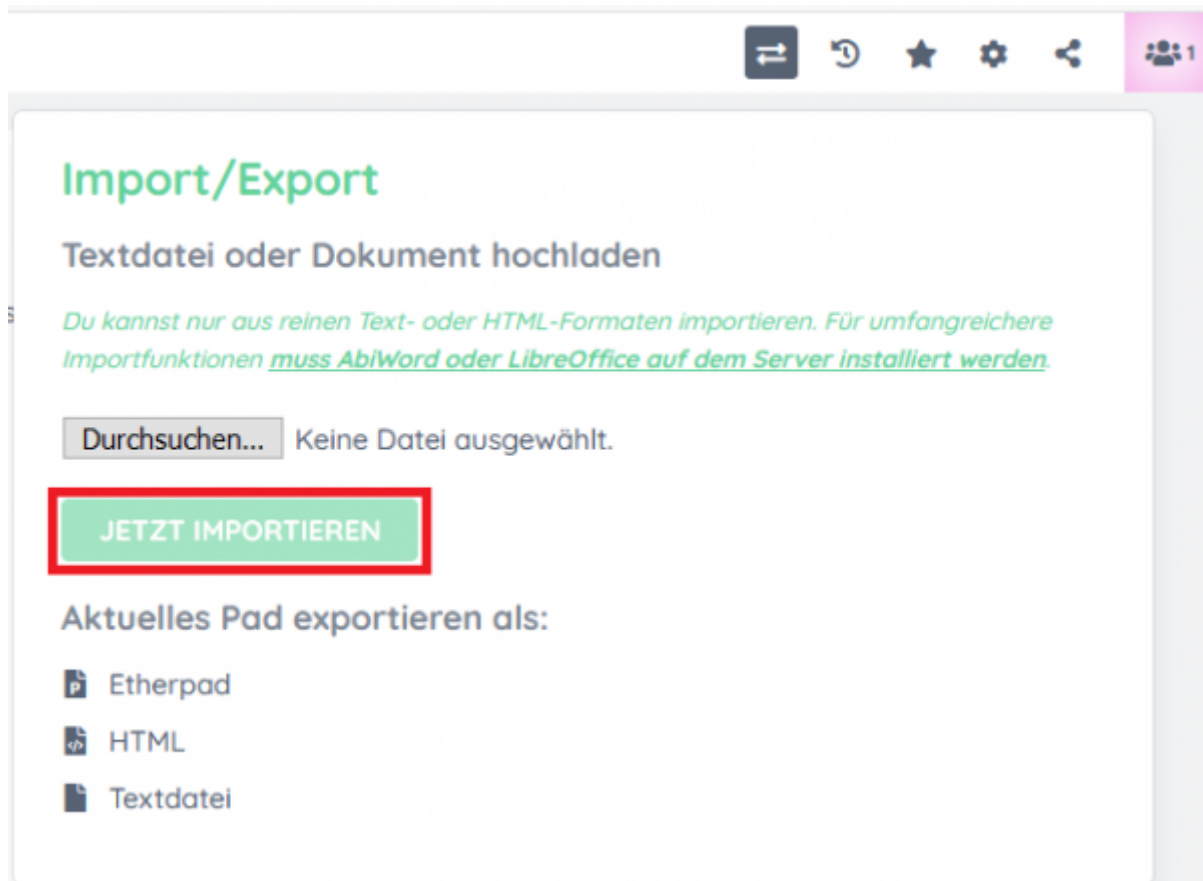 1
Import/Export
Textdatei oder Dokument hochladen
s
Du kannst nur aus reinen Text- oder HTML-Formaten importieren. Für umfangreichere
Importfunktionen muss AbiWord oder LibreOffice auf dem Server installiert werden.
Durchsuchen... Keine Datei ausgewählt.
JETZT IMPORTIEREN
Aktuelles Pad exportieren als:
Etherpad
HTML
Textdatei